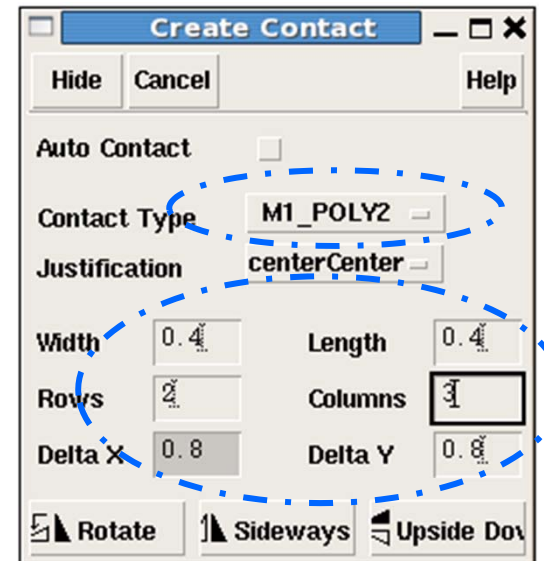 Create Contact
Hide Cancel Help
Auto Contact
Contact Type M1_POLY2
Justification centerCenter
Width 0.4 Length 0.4
Rows 2 Columns 3
Delta X 0.8 Delta Y 0.8
Rotate Sideways Upside Dov